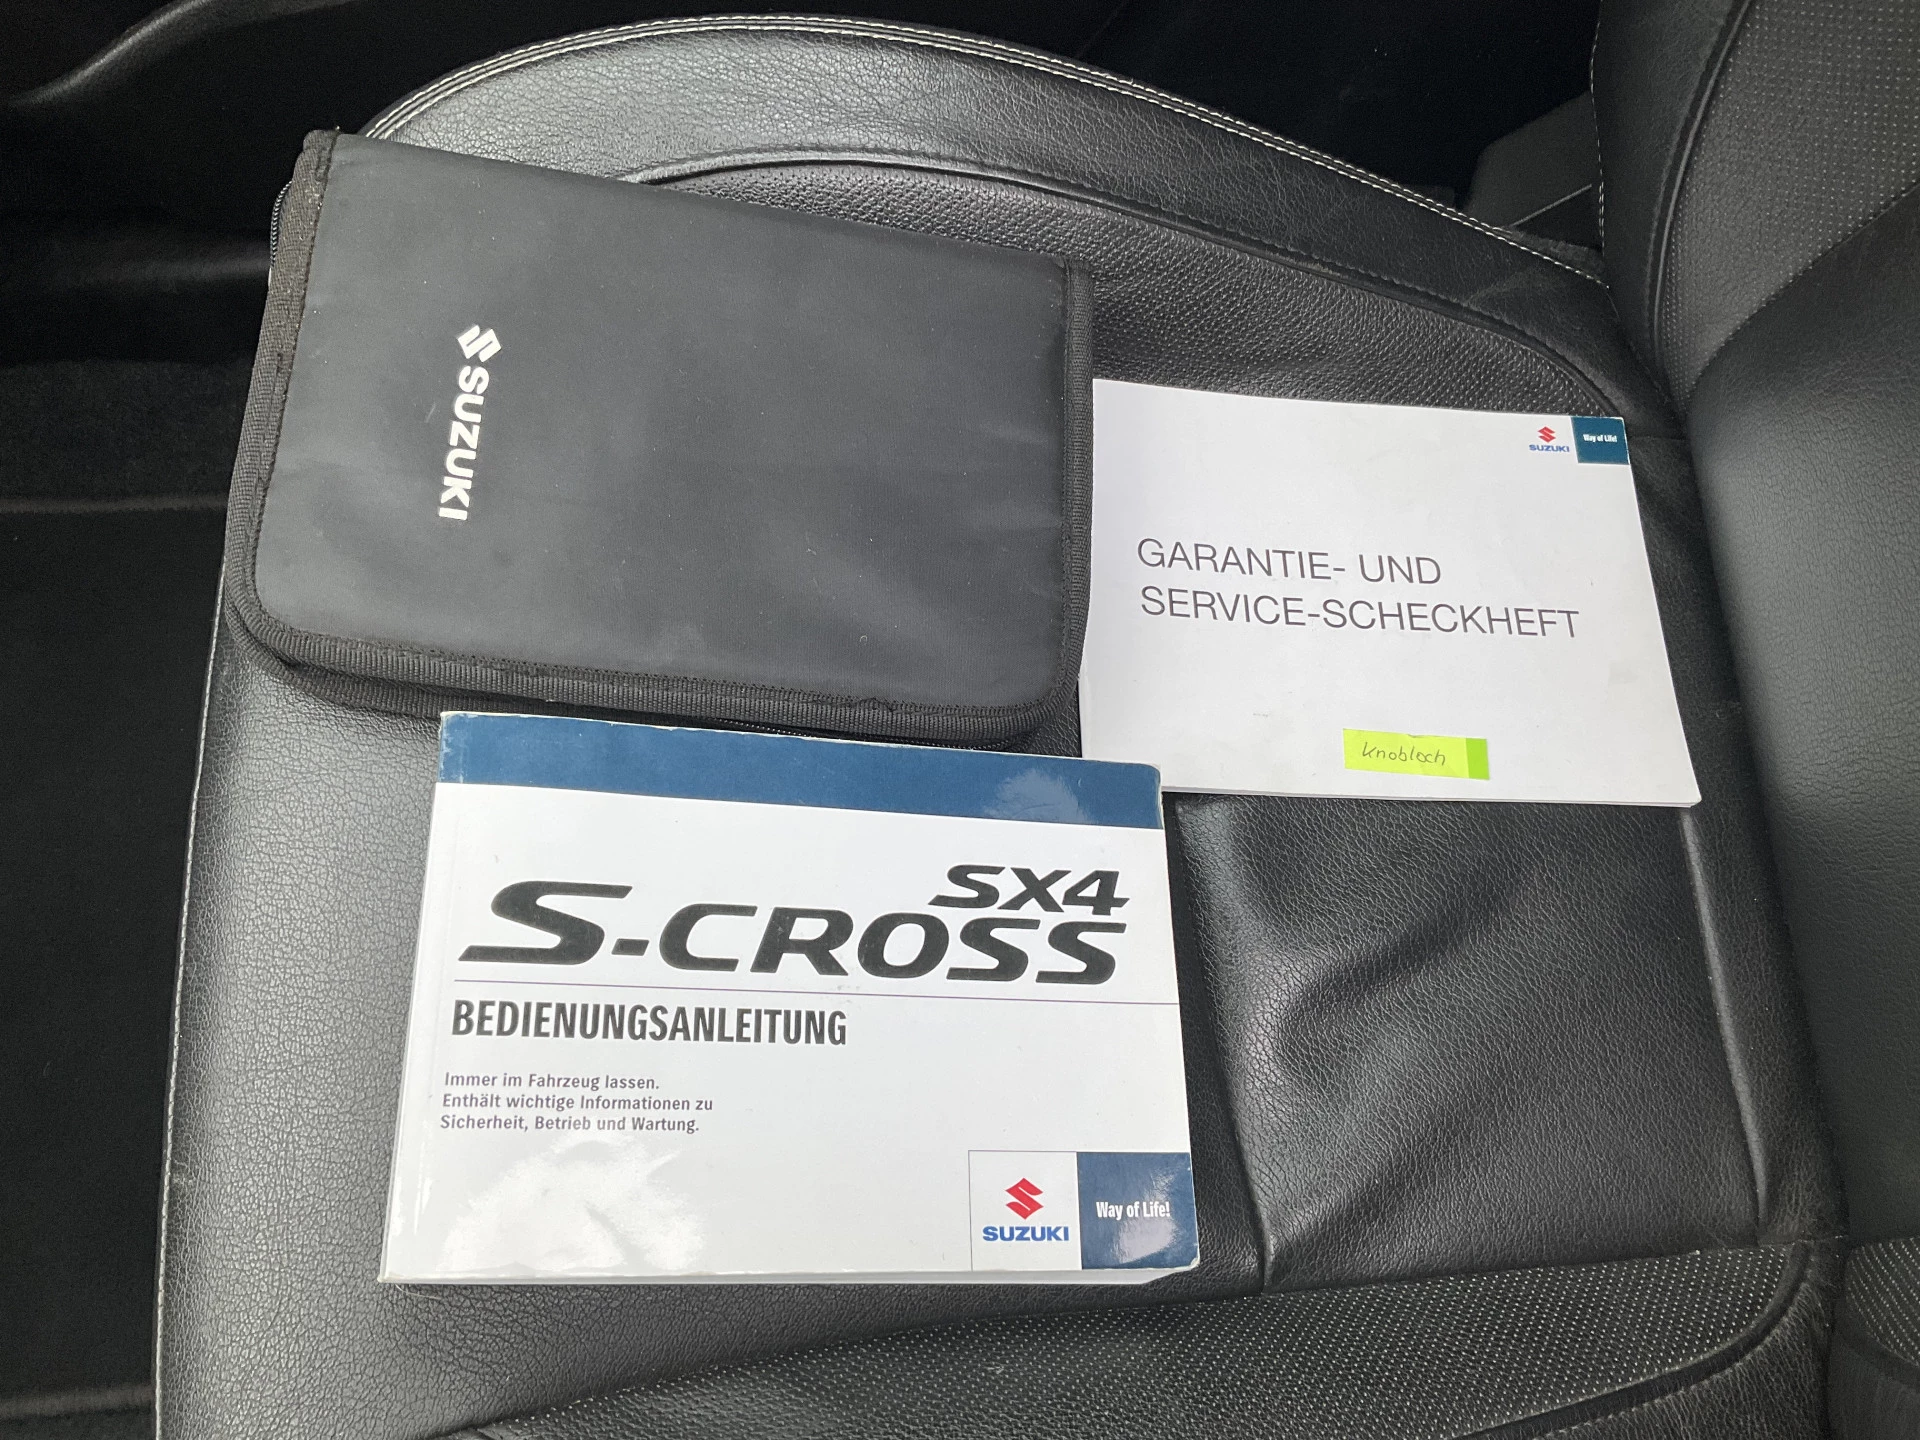 SUZUKI
SUZUKI
Way of Life!
GARANTIE- UND
SERVICE-SCHECKHEFT
Knobloch
SX4
S-CROSS
BEDIENUNGSANLEITUNG
Immer im Fahrzeug lassen.
Enthält wichtige Informationen zu
Sicherheit, Betrieb und Wartung.
SUZUKI
Way of Life!